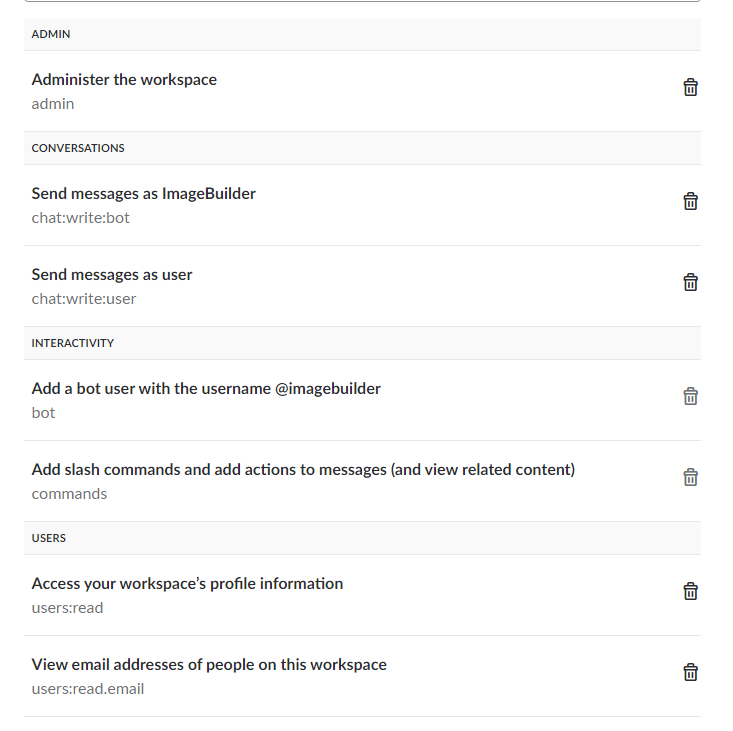 ADMIN
Administer the workspace
admin
CONVERSATIONS
Send messages as ImageBuilder
chat:write:bot
Send messages as user
chat:write:user
INTERACTIVITY
Add a bot user with the username @imagebuilder
bot
Add slash commands and add actions to messages (and view related content)
commands
USERS
Access your workspace’s profile information
users:read
View email addresses of people on this workspace
users:read.email